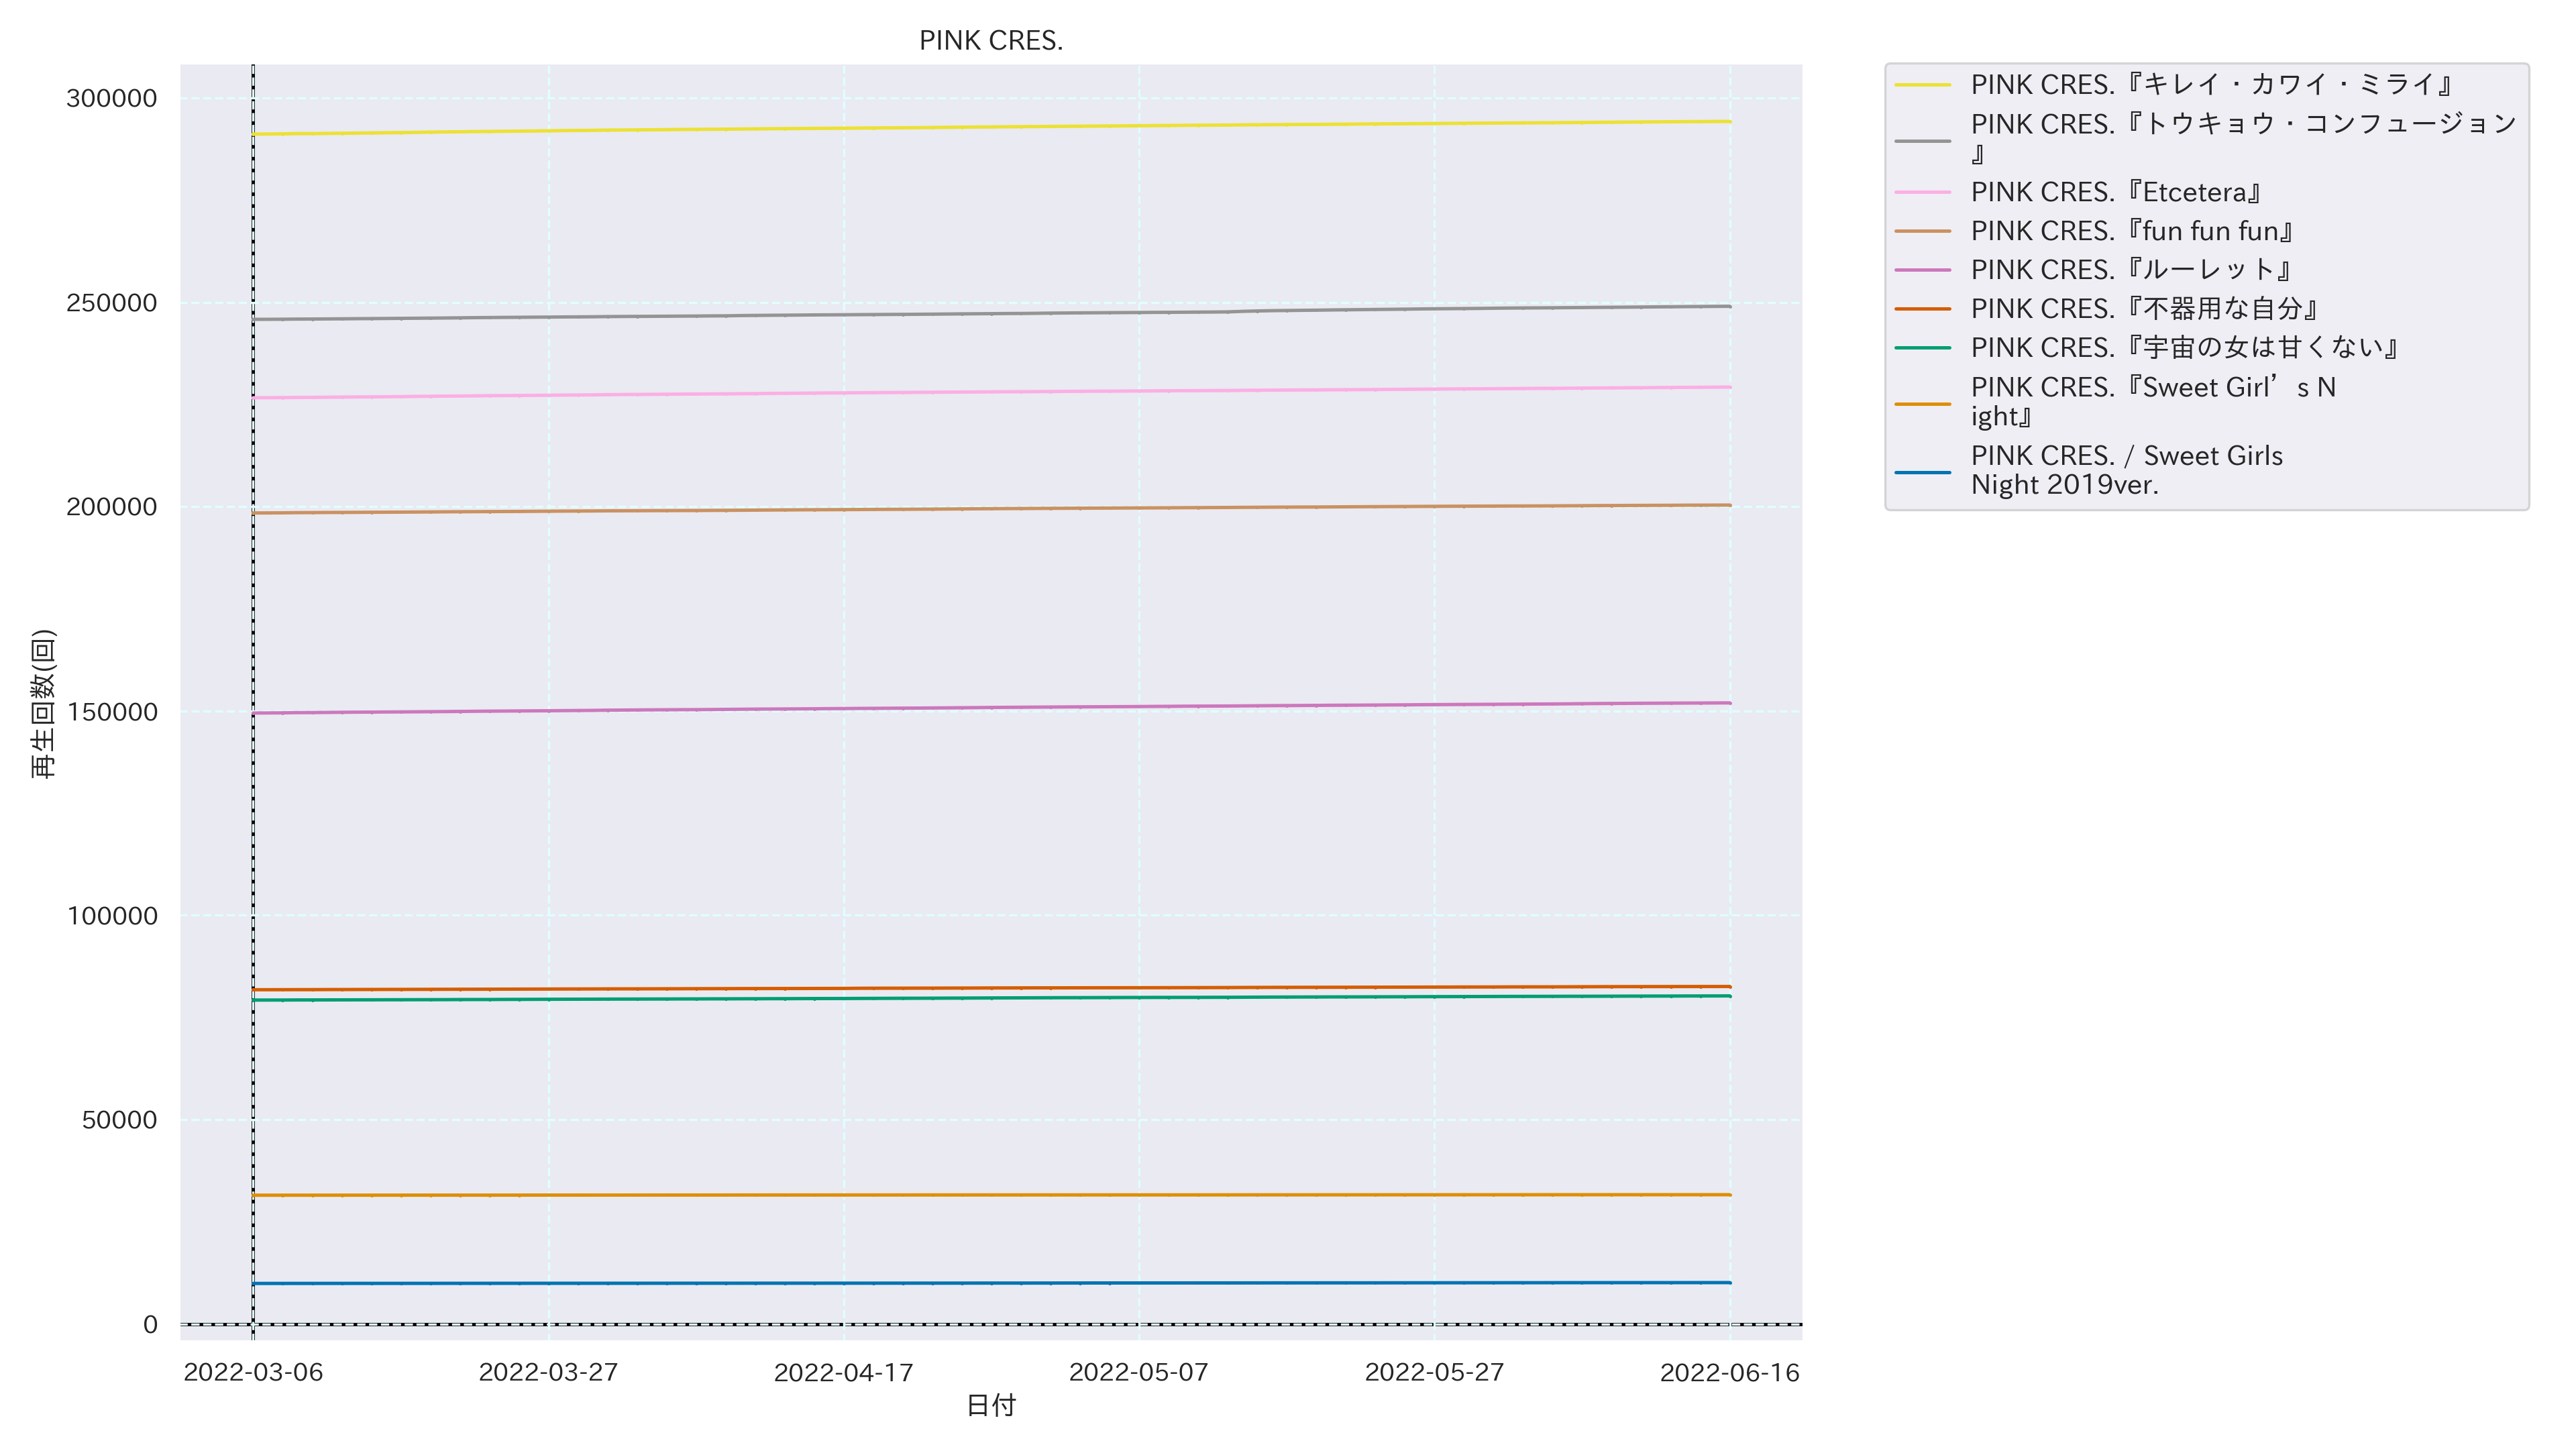 PINK CRES.
300000
250000
200000
150000
100000
50000
0
再生回数(回)
2022-03-06
2022-03-27
2022-04-17
2022-05-07
2022-05-27
2022-06-16
日付
PINK CRES.『キレイ・カワイ・ミライ』
PINK CRES.『トウキョウ・コンフュージョン
』
PINK CRES.『Etcetera』
PINK CRES.『fun fun fun』
PINK CRES.『ルーレット』
PINK CRES.『不器用な自分』
PINK CRES.『宇宙の女は甘くない』
PINK CRES.『Sweet Girl’s N
ight』
PINK CRES. / Sweet Girls
Night 2019ver.